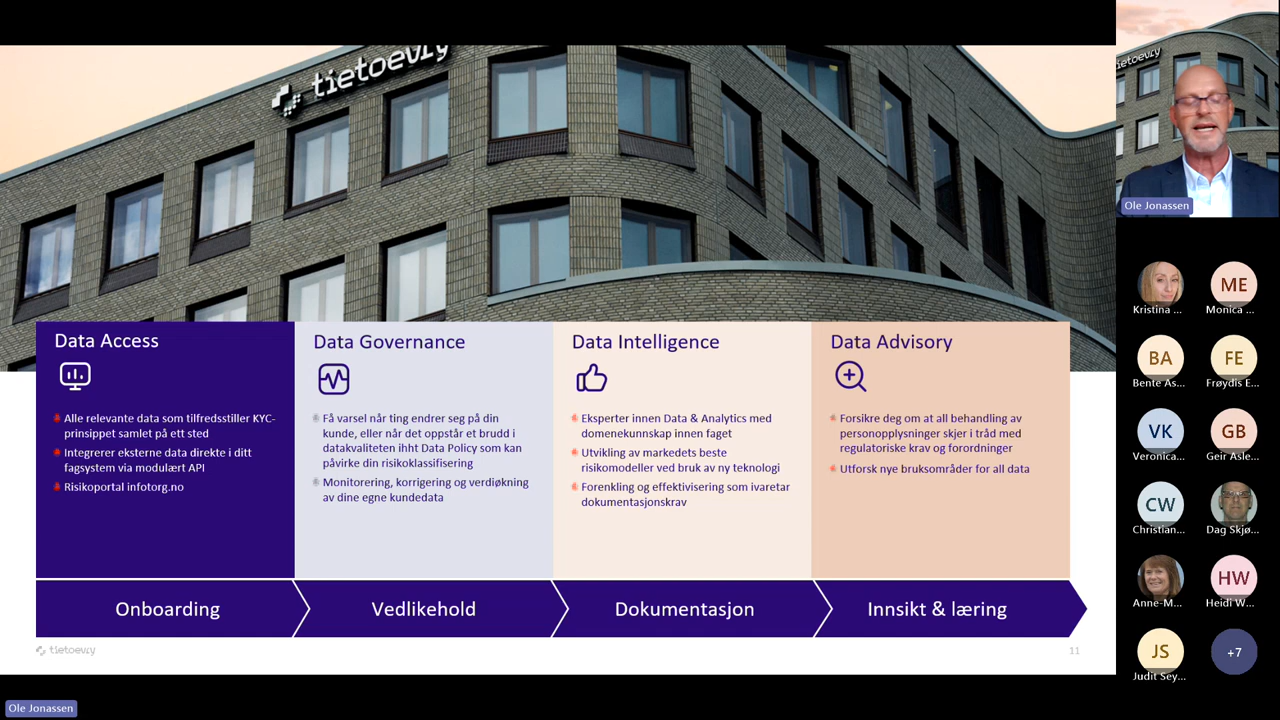 tietoevry
tietoevry
Ole Jonassen
Data Access
Alle relevante data som tilfredsstiller KYC-
prinsippet samlet på ett sted
Integrerer eksterne data direkte i ditt
fagsystem via modulært API
Risikoportal infotorg.no
Data Governance
Få varsel når ting endrer seg på din
kunde, eller når det oppstår et brudd i
datakvaliteten ihht Data Policy som kan
påvirke din risikoklassifisering
Monitorering, korrigering og verdiøkning
av dine egne kundedata
Data Intelligence
Eksperter innen Data & Analytics med
domenekunnskap innen faget
Utvikling av markedets beste
risikomodeller ved bruk av ny teknologi
Forenkling og effektivisering som ivaretar
dokumentasjonskrav
Data Advisory
Forsikre deg om at all behandling av
personopplysninger skjer i tråd med
regulatoriske krav og forordninger
Utforsk nye bruksområder for all data
Onboarding
Vedlikehold
Dokumentasjon
Innsikt & læring
tietoevry
11
Kristina ...
ME
Monica ...
BA
Bente As...
FE
Frøydis E...
VK
Veronica...
GB
Geir Asle...
CW
Christian...
Dag Skjø...
Anne-M...
HW
Heidi W...
JS
Judit Sey...
+7
Ole Jonassen